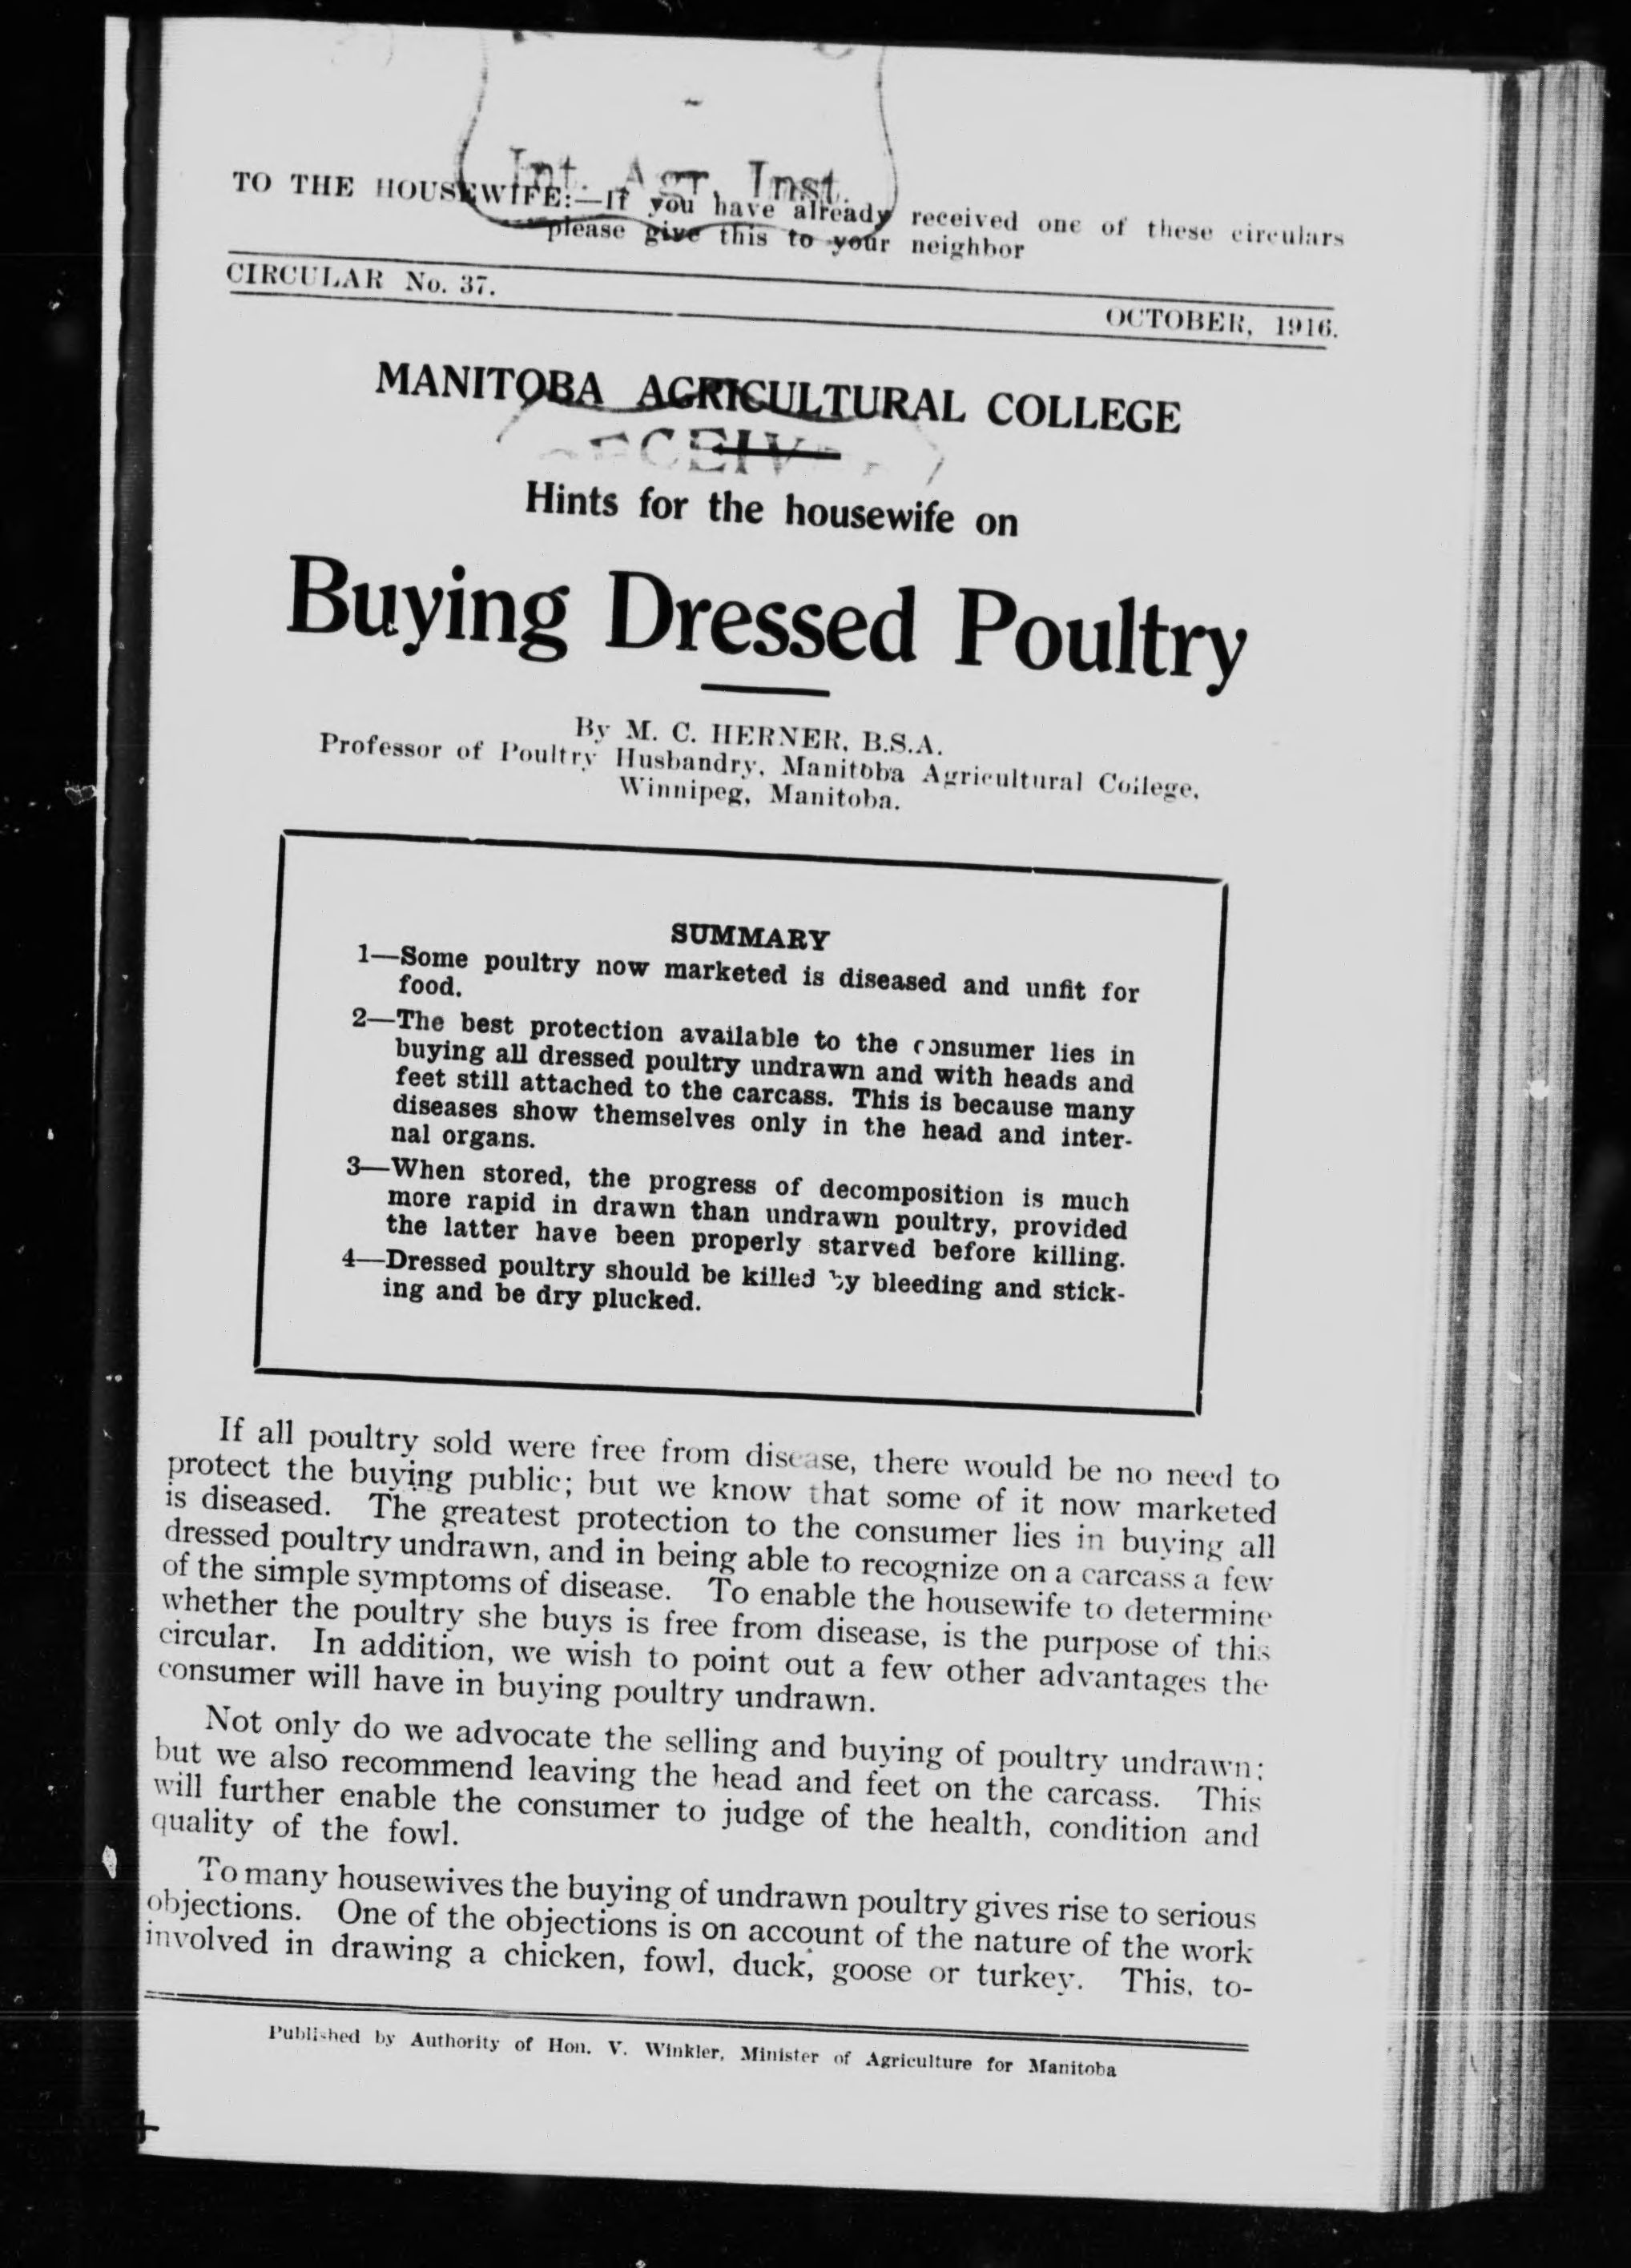 Int. Agr. Inst.
TO THE HOUSEWIFE:—If you have already received one of these circulars
please give this to your neighbor
CIRCULAR No. 37.
OCTOBER, 1916.
MANITOBA AGRICULTURAL COLLEGE
Hints for the housewife on
Buying Dressed Poultry
By M. C. HERNER, B.S.A.
Professor of Poultry Husbandry, Manitoba Agricultural College,
Winnipeg, Manitoba.
SUMMARY
1—Some poultry now marketed is diseased and unfit for
food.
2—The best protection available to the consumer lies in
buying all dressed poultry undrawn and with heads and
feet still attached to the carcass. This is because many
diseases show themselves only in the head and inter-
nal organs.
3—When stored, the progress of decomposition is much
more rapid in drawn than undrawn poultry, provided
the latter have been properly starved before killing.
4—Dressed poultry should be killed by bleeding and stick-
ing and be dry plucked.
If all poultry sold were free from disease, there would be no need to
protect the buying public; but we know that some of it now marketed
is diseased. The greatest protection to the consumer lies in buying all
dressed poultry undrawn, and in being able to recognize on a carcass a few
of the simple symptoms of disease. To enable the housewife to determine
whether the poultry she buys is free from disease, is the purpose of this
circular. In addition, we wish to point out a few other advantages the
consumer will have in buying poultry undrawn.
Not only do we advocate the selling and buying of poultry undrawn;
but we also recommend leaving the head and feet on the carcass. This
will further enable the consumer to judge of the health, condition and
quality of the fowl.
To many housewives the buying of undrawn poultry gives rise to serious
objections. One of the objections is on account of the nature of the work
involved in drawing a chicken, fowl, duck, goose or turkey. This, to-
Published by Authority of Hon. V. Winkler, Minister of Agriculture for Manitoba